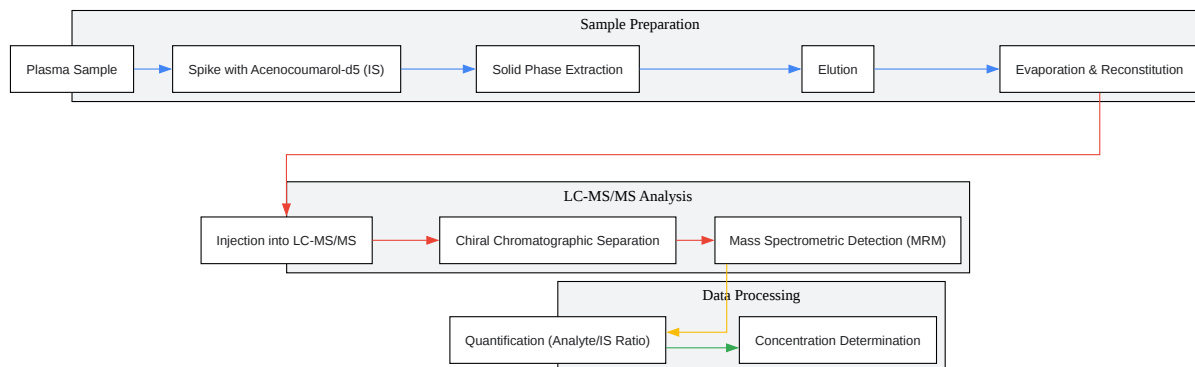 Sample Preparation
Plasma Sample
Spike with Acenocoumarol-d5 (IS)
Solid Phase Extraction
Elution
Evaporation & Reconstitution
LC-MS/MS Analysis
Injection into LC-MS/MS
Chiral Chromatographic Separation
Mass Spectrometric Detection (MRM)
Data Processing
Quantification (Analyte/IS Ratio)
Concentration Determination